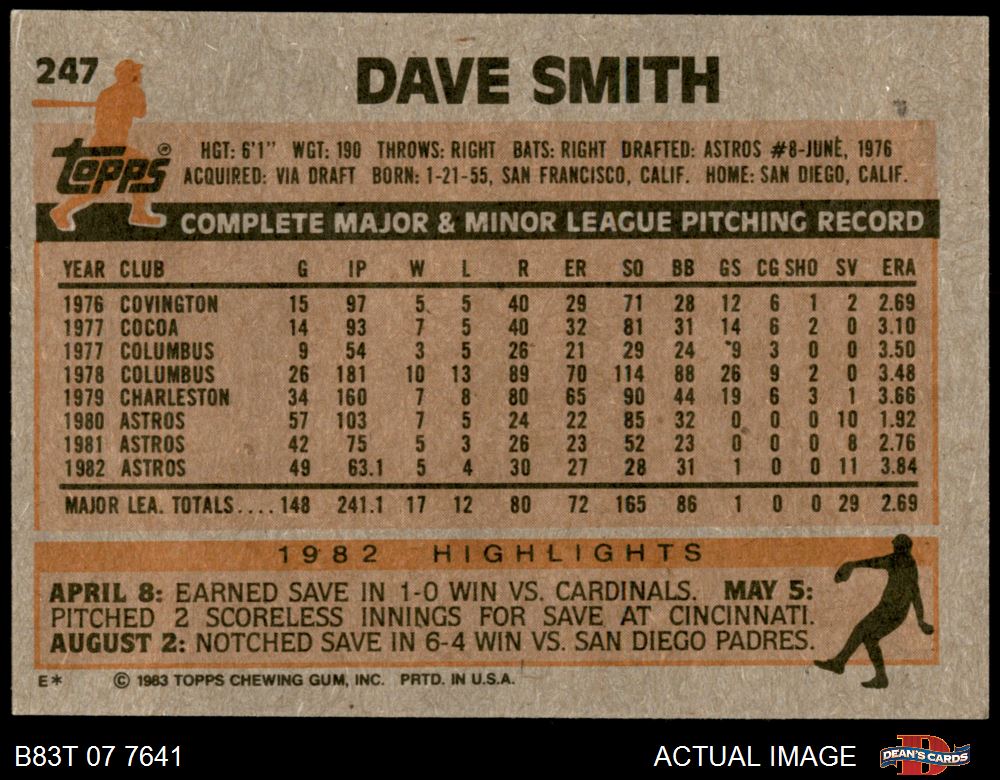 247
DAVE SMITH
Topps®
HGT: 6'1" WGT: 190 THROWS: RIGHT BATS: RIGHT DRAFTED: ASTROS #8-JUNE, 1976
ACQUIRED: VIA DRAFT BORN: 1-21-55, SAN FRANCISCO, CALIF. HOME: SAN DIEGO, CALIF.
COMPLETE MAJOR & MINOR LEAGUE PITCHING RECORD
YEAR CLUB G IP W L R ER SO BB GS CG SHO SV ERA
1976 COVINGTON 15 97 5 5 40 29 71 28 12 6 1 2 2.69
1977 COCOA 14 93 7 5 40 32 81 31 14 6 2 0 3.10
1977 COLUMBUS 9 54 3 5 26 21 29 24 9 3 0 0 3.50
1978 COLUMBUS 26 181 10 13 89 70 114 88 26 9 2 0 3.48
1979 CHARLESTON 34 160 7 8 80 65 90 44 19 6 3 1 3.66
1980 ASTROS 57 103 7 5 24 22 85 32 0 0 0 10 1.92
1981 ASTROS 42 75 5 3 26 23 52 23 0 0 0 8 2.76
1982 ASTROS 49 63.1 5 4 30 27 28 31 1 0 0 11 3.84
MAJOR LEA. TOTALS.... 148 241.1 17 12 80 72 165 86 1 0 0 29 2.69
1982 HIGHLIGHTS
APRIL 8: EARNED SAVE IN 1-0 WIN VS. CARDINALS. MAY 5:
PITCHED 2 SCORELESS INNINGS FOR SAVE AT CINCINNATI.
AUGUST 2: NOTCHED SAVE IN 6-4 WIN VS. SAN DIEGO PADRES.
E* © 1983 TOPPS CHEWING GUM, INC. PRTD. IN U.S.A.
B83T 07 7641 ACTUAL IMAGE DEAN'S CARDS